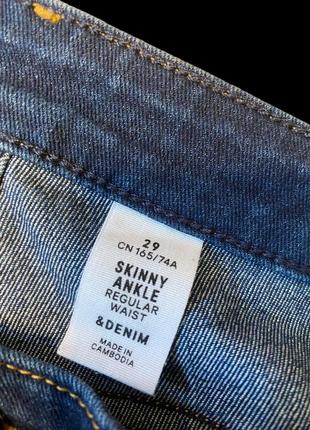 29
CN 165/74A
SKINNY
ANKLE
REGULAR
WAIST
&DENIM
MADE IN
CAMBODIA